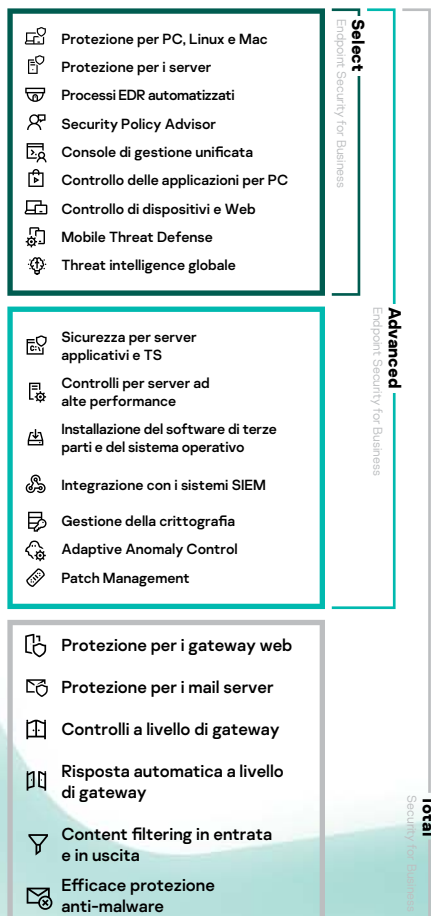 Protezione per PC, Linux e Mac
Protezione per i server
Processi EDR automatizzati
Security Policy Advisor
Console di gestione unificata
Controllo delle applicazioni per PC
Controllo di dispositivi e Web
Mobile Threat Defense
Threat intelligence globale
Select
Endpoint Security for Business
Sicurezza per server
applicativi e TS
Controlli per server ad
alte performance
Installazione del software di terze
parti e del sistema operativo
Integrazione con i sistemi SIEM
Gestione della crittografia
Adaptive Anomaly Control
Patch Management
Advanced
Endpoint Security for Business
Protezione per i gateway web
Protezione per i mail server
Controlli a livello di gateway
Risposta automatica a livello
di gateway
Content filtering in entrata
e in uscita
Efficace protezione
anti-malware
Total
Security for Business